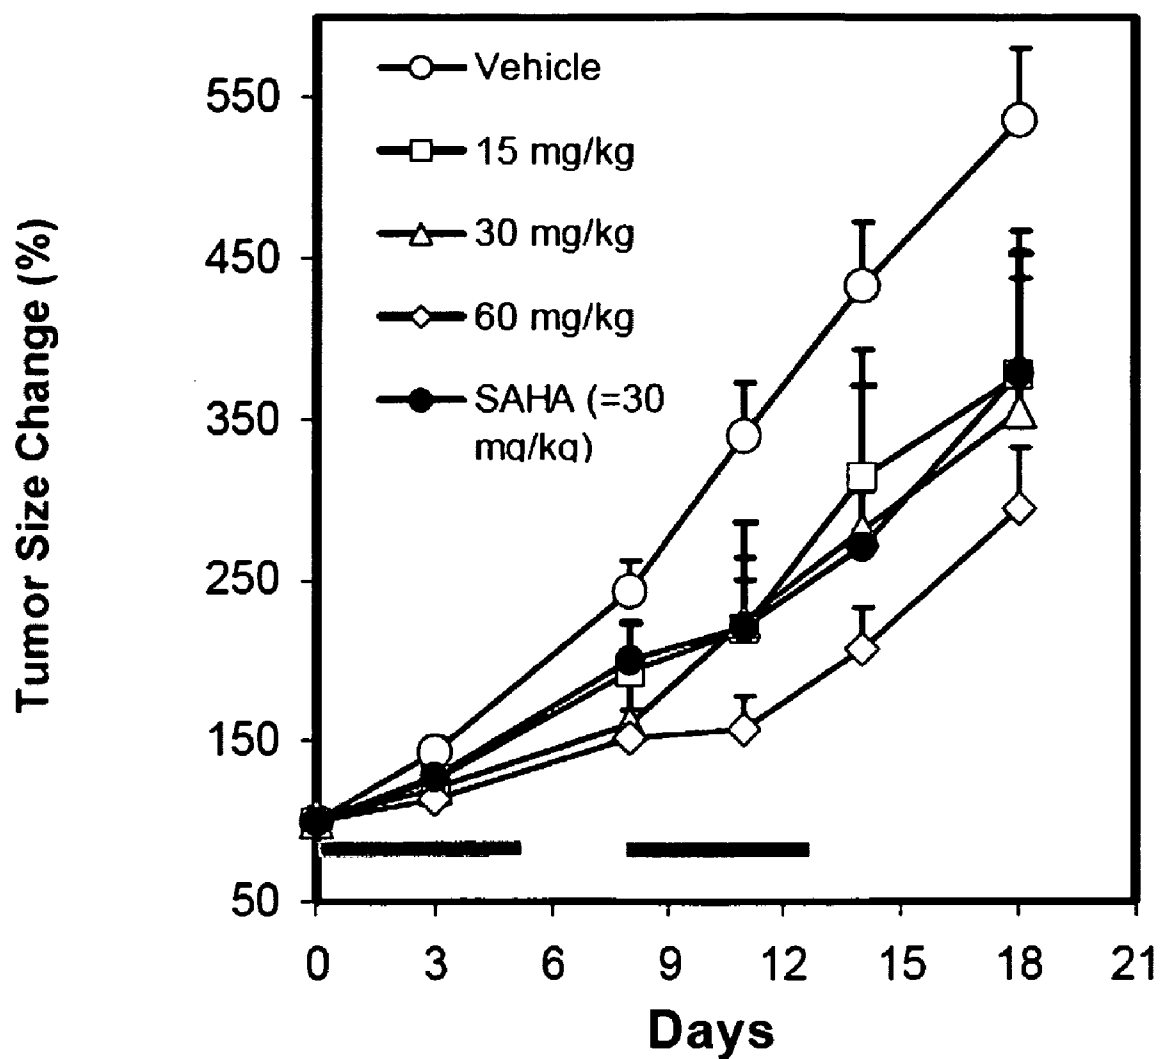 Tumor Size Change (%)
550
450
350
250
150
50
Vehicle
15 mg/kg
30 mg/kg
60 mg/kg
SAHA (=30
mg/kg)
0 3 6 9 12 15 18 21
Days